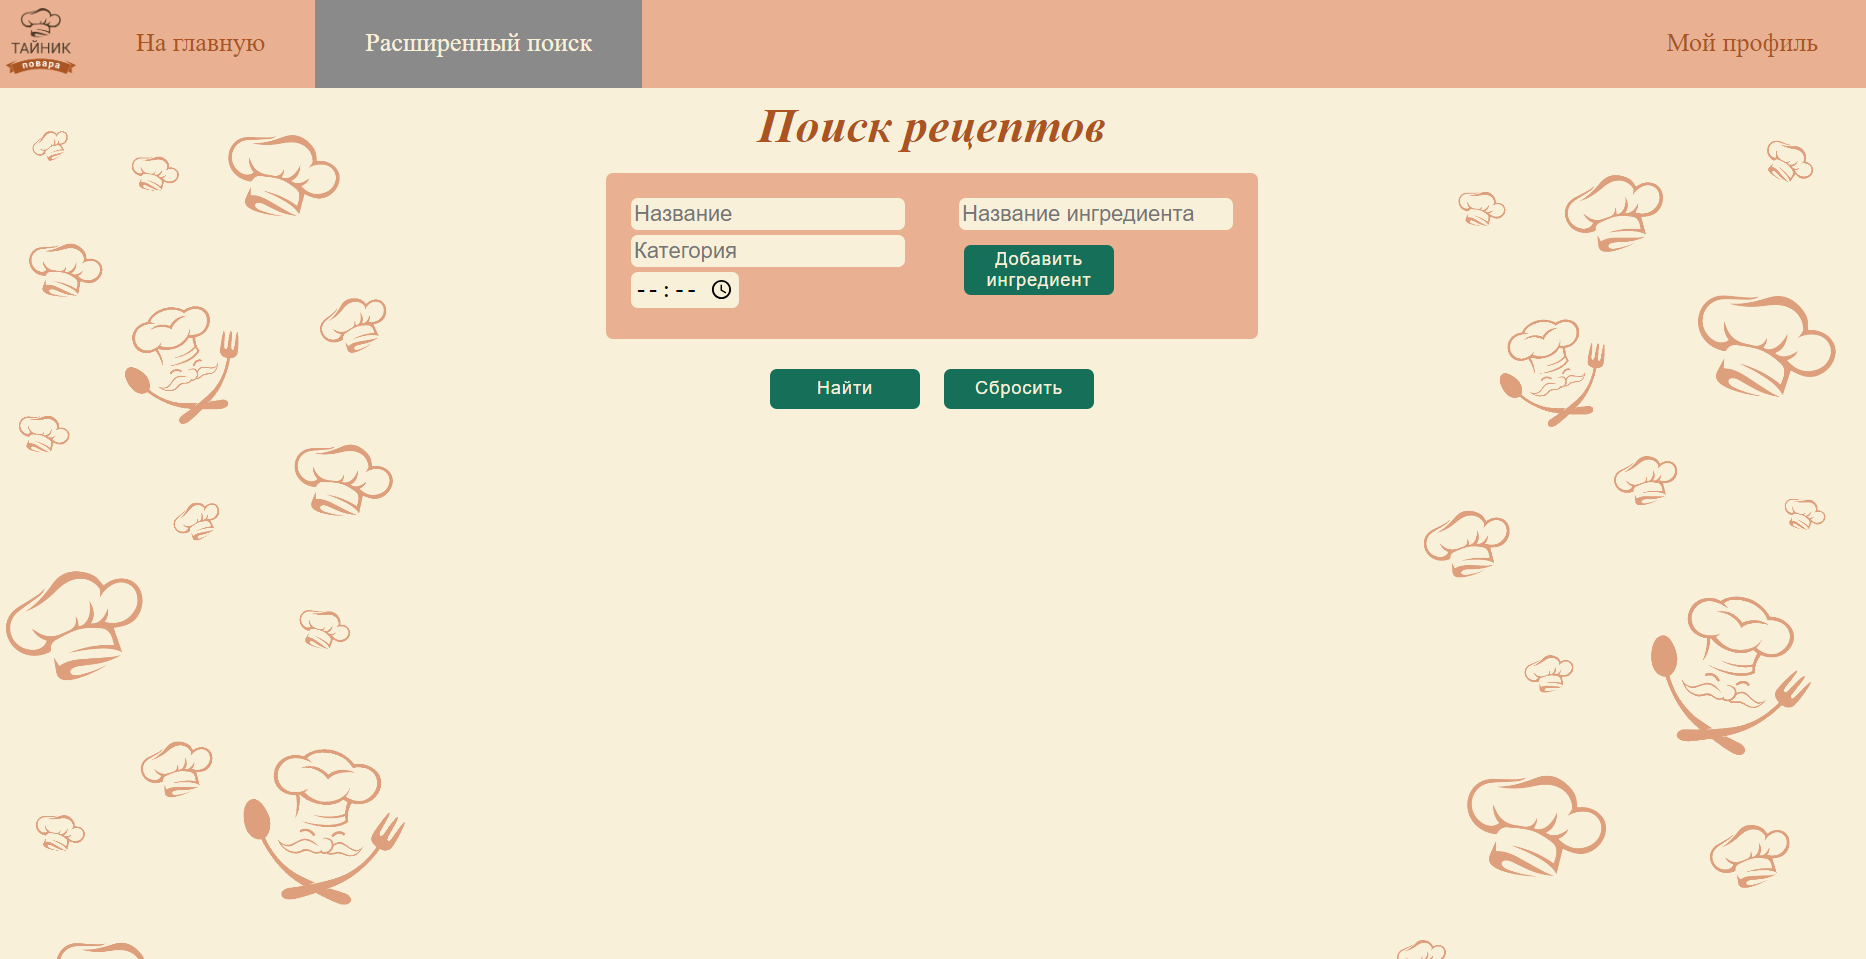 ТАЙНИК
повара
На главную
Расширенный поиск
Мой профиль
Поиск рецептов
Название
Название ингредиента
Категория
Добавить
ингредиент
--:--
Найти
Сбросить